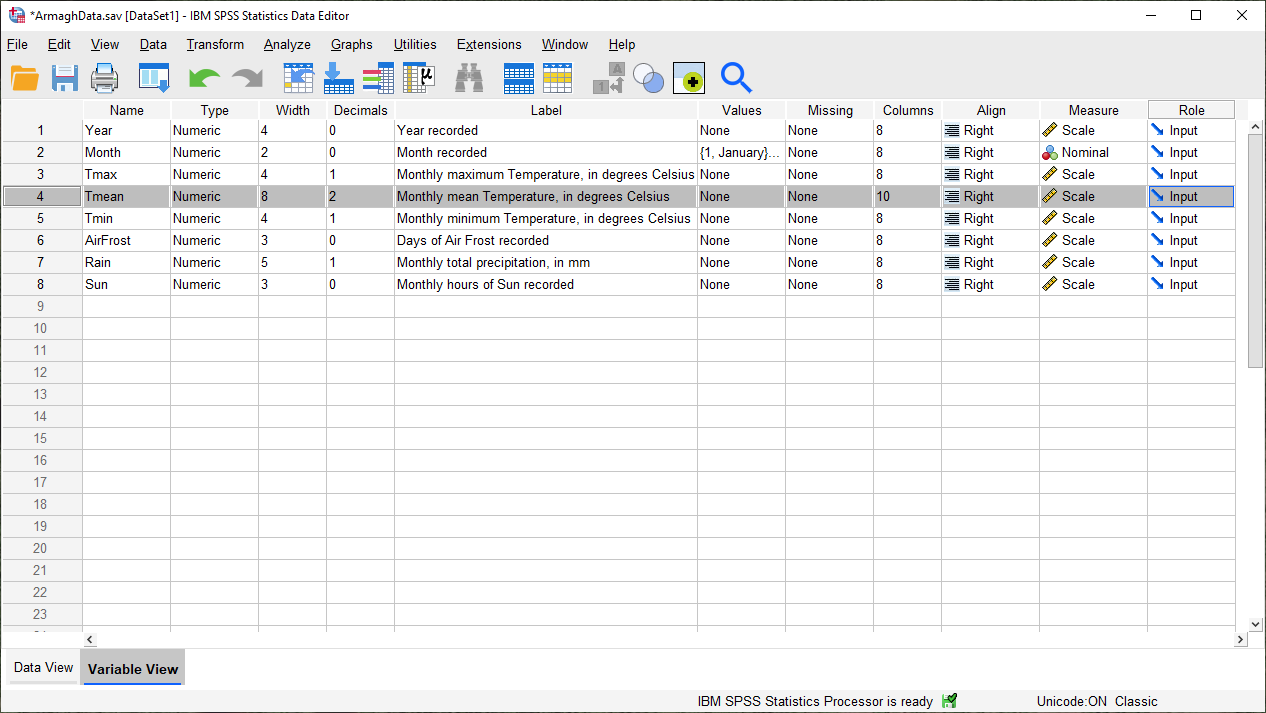 *ArmaghData.sav [DataSet1] - IBM SPSS Statistics Data Editor
File Edit View Data Transform Analyze Graphs Utilities Extensions Window Help
Name Type Width Decimals Label Values Missing Columns Align Measure Role
1 Year Numeric 4 0 Year recorded None None 8 Right Scale Input
2 Month Numeric 2 0 Month recorded {1, January}... None 8 Right Nominal Input
3 Tmax Numeric 4 1 Monthly maximum Temperature, in degrees Celsius None None 8 Right Scale Input
4 Tmean Numeric 8 2 Monthly mean Temperature, in degrees Celsius None None 10 Right Scale Input
5 Tmin Numeric 4 1 Monthly minimum Temperature, in degrees Celsius None None 8 Right Scale Input
6 AirFrost Numeric 3 0 Days of Air Frost recorded None None 8 Right Scale Input
7 Rain Numeric 5 1 Monthly total precipitation, in mm None None 8 Right Scale Input
8 Sun Numeric 3 0 Monthly hours of Sun recorded None None 8 Right Scale Input
9
10
11
12
13
14
15
16
17
18
19
20
21
22
23
Data View Variable View
IBM SPSS Statistics Processor is ready Unicode:ON Classic